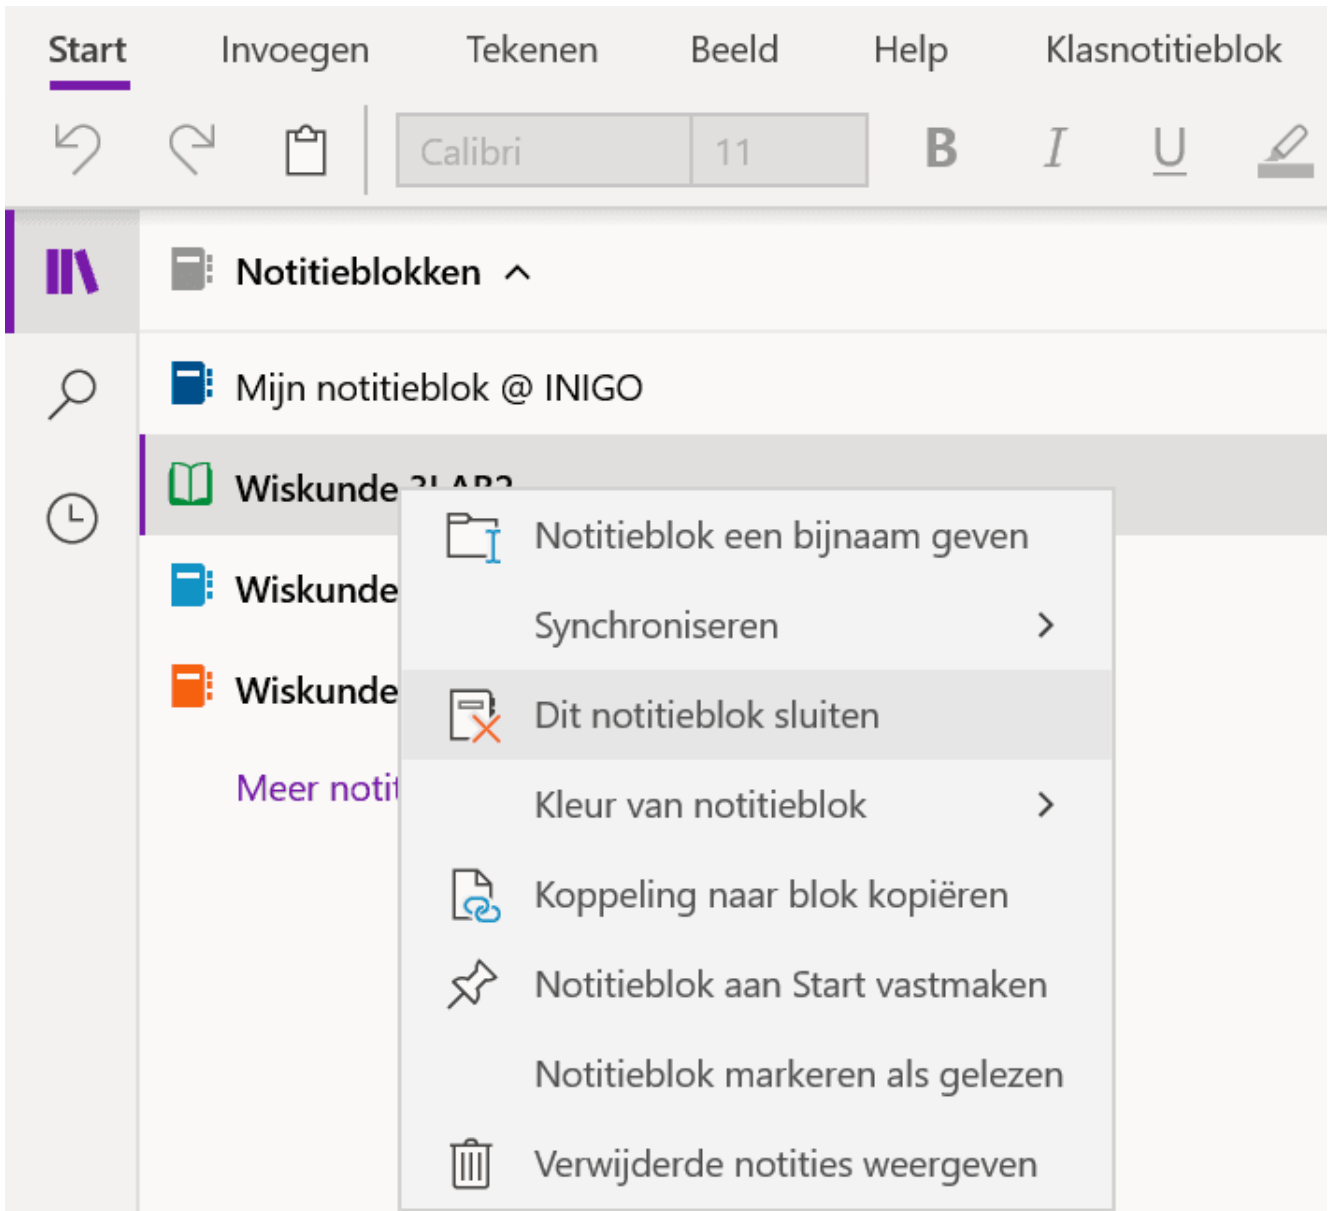 Start Invoegen Tekenen Beeld Help Klasnotitieblok
Calibri 11 B I U
Notitieblokken
Mijn notitieblok @ INIGO
Wiskunde
Notitieblok een bijnaam geven
Wiskunde
Synchroniseren
Wiskunde
Dit notitieblok sluiten
Meer
Kleur van notitieblok
Koppeling naar blok kopiëren
Notitieblok aan Start vastmaken
Notitieblok markeren als gelezen
Verwijderde notities weergeven